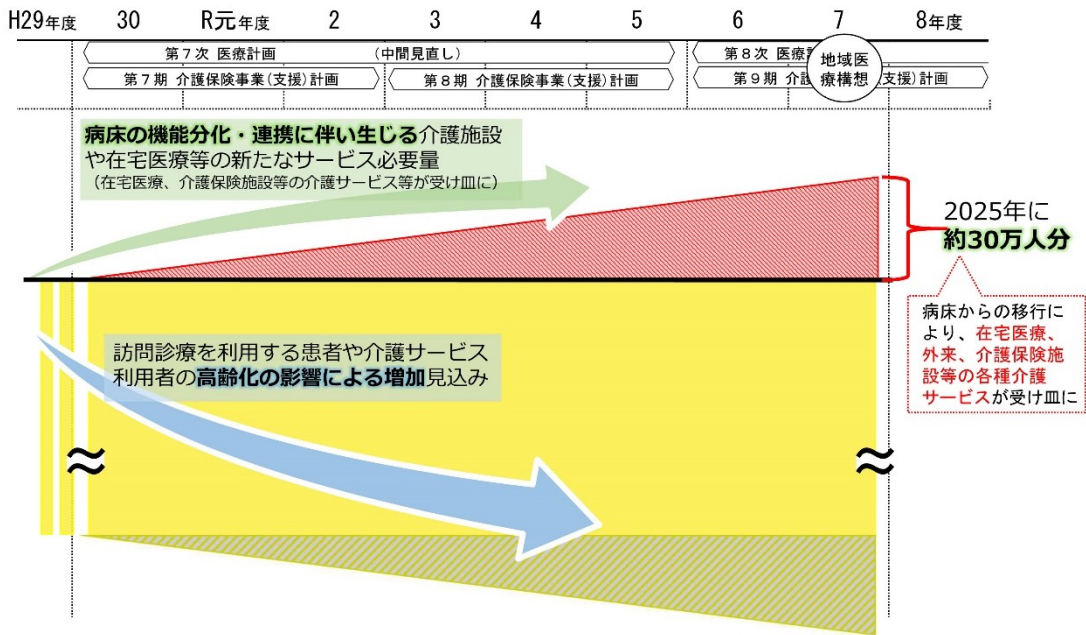 H29年度 30 R元年度 2 3 4 5 6 7 8年度
第7次 医療計画 (中間見直し)
第8次 医療計
第7期 介護保険事業(支援)計画
第8期 介護保険事業(支援)計画
第9期 介護
支援)計画
地域医
療構想
病床の機能分化・連携に伴い生じる介護施設
や在宅医療等の新たなサービス必要量
(在宅医療、介護保険施設等の介護サービス等が受け皿に)
2025年に
約30万人分
病床からの移行に
より、在宅医療、
外来、介護保険施
設等の各種介護
サービスが受け皿に
訪問診療を利用する患者や介護サービス
利用者の高齢化の影響による増加見込み
≈
≈